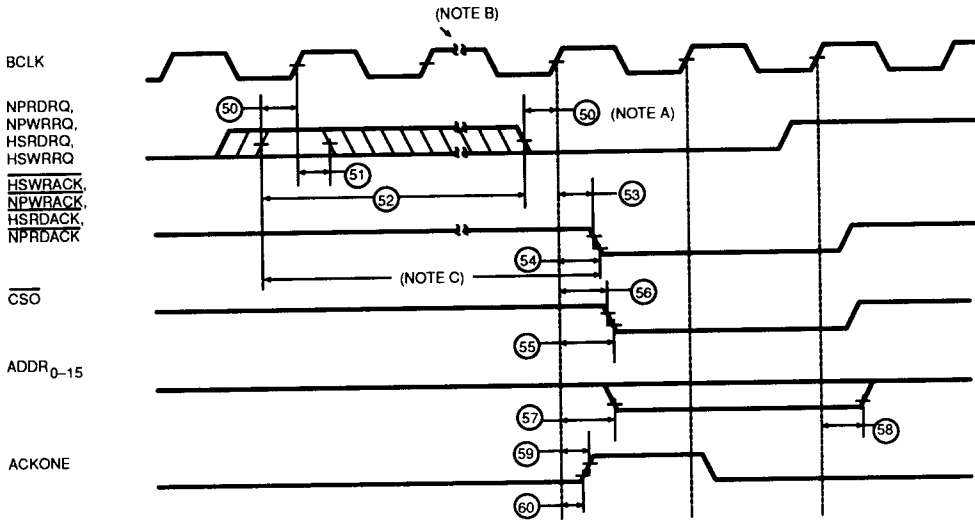 (NOTE B)
BCLK
NPRDRQ,
NPWRRQ,
HSRDRQ,
HSWRRQ
50
50 (NOTE A)
51
52
HSWRACK,
NPWRACK,
HSRDACK,
NPRDACK
53
54
(NOTE C)
CSO
56
55
ADDR0–15
57
58
ACKONE
59
60